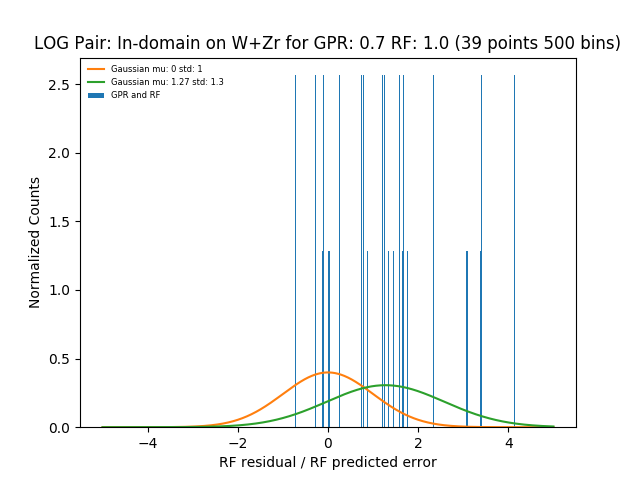 LOG Pair: In-domain on W+Zr for GPR: 0.7 RF: 1.0 (39 points 500 bins)
Gaussian mu: 0 std: 1
Gaussian mu: 1.27 std: 1.3
GPR and RF
Normalized Counts
2.5
2.0
1.5
1.0
0.5
0.0
−4 −2 0 2 4
RF residual / RF predicted error